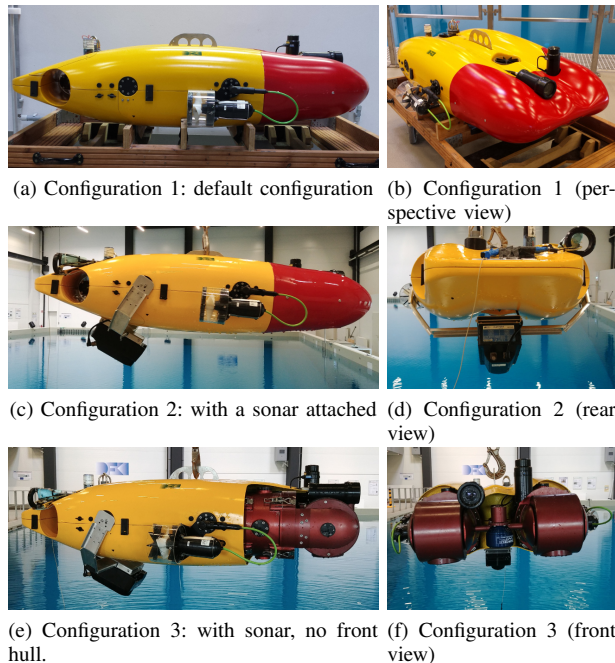 (a) Configuration 1: default configuration
(b) Configuration 1 (per-
spective view)
(c) Configuration 2: with a sonar attached
(d) Configuration 2 (rear
view)
(e) Configuration 3: with sonar, no front
hull.
(f) Configuration 3 (front
view)